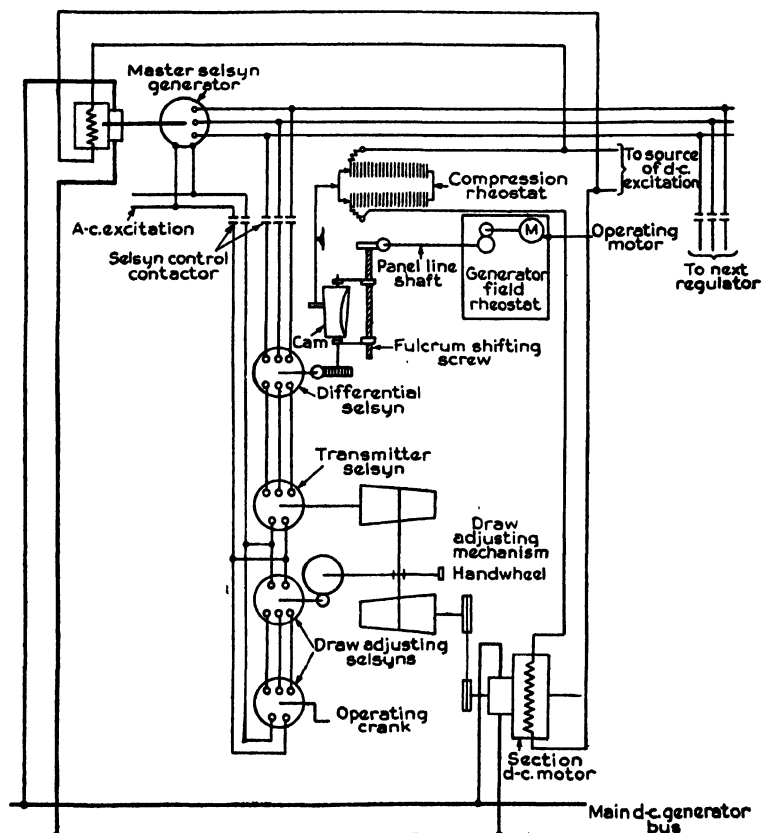 Master selsyn
generator
To source
of d-c.
excitation
Compression
rheostat
A-c. excitation
Selsyn control
contactor
M
Operating
motor
Panel line
shaft
Generator
field
rheostat
To next
regulator
Cam
Fulcrum shifting
screw
Differential
selsyn
Transmitter
selsyn
Draw
adjusting
mechanism
Handwheel
Draw adjusting
selsyns
Operating
crank
Section
d-c. motor
Main d-c. generator
bus